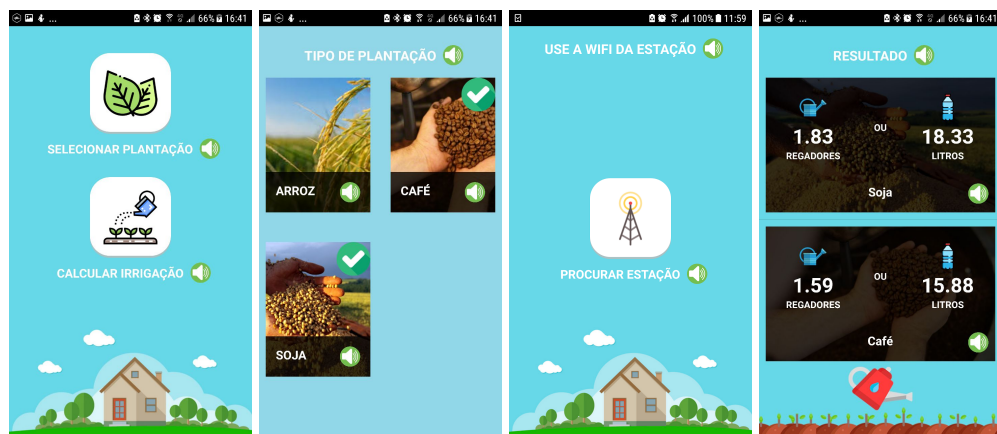 ... 66% 16:41
SELECIONAR PLANTAÇÃO
CALCULAR IRRIGAÇÃO
... 66% 16:41
TIPO DE PLANTAÇÃO
ARROZ
CAFÉ
SOJA
100% 11:59
USE A WIFI DA ESTAÇÃO
PROCURAR ESTAÇÃO
... 66% 16:41
RESULTADO
1.83 OU 18.33
REGADORES LITROS
Soja
1.59 OU 15.88
REGADORES LITROS
Café